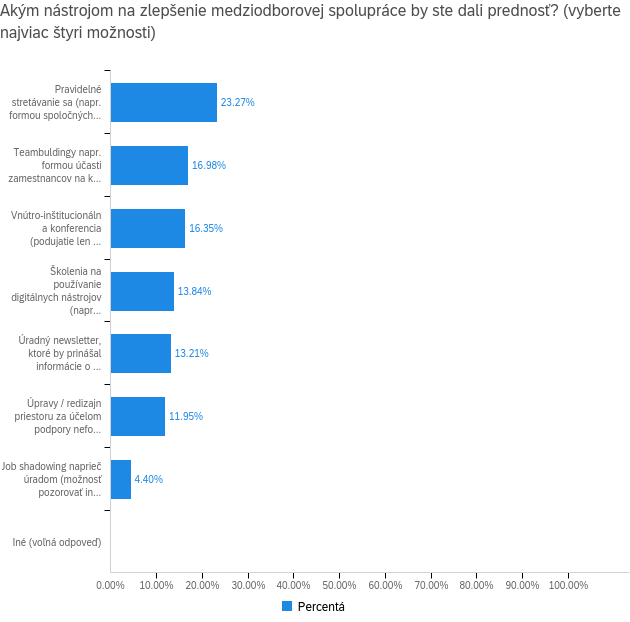 Akým nástrojom na zlepšenie medziodborovej spolupráce by ste dali prednosť? (vyberte
najviac štyri možnosti)
Pravidelné
stretávanie sa (napr.
formou spoločných...
23.27%
Teambuldingy napr.
formou účasti
zamestnancov na k...
16.98%
Vnútro-inštitucionáln
a konferencia
(podujatie len ...
16.35%
Školenia na
používanie
digitálnych nástrojov
(napr...
13.84%
Úradný newsletter,
ktoré by prinášal
informácie o ...
13.21%
Úpravy / redizajn
priestoru za účelom
podpory nefo...
11.95%
Job shadowing naprieč
úradom (možnosť
pozorovať in...
4.40%
Iné (voľná odpoveď)
0.00% 10.00% 20.00% 30.00% 40.00% 50.00% 60.00% 70.00% 80.00% 90.00% 100.00%
Percentá